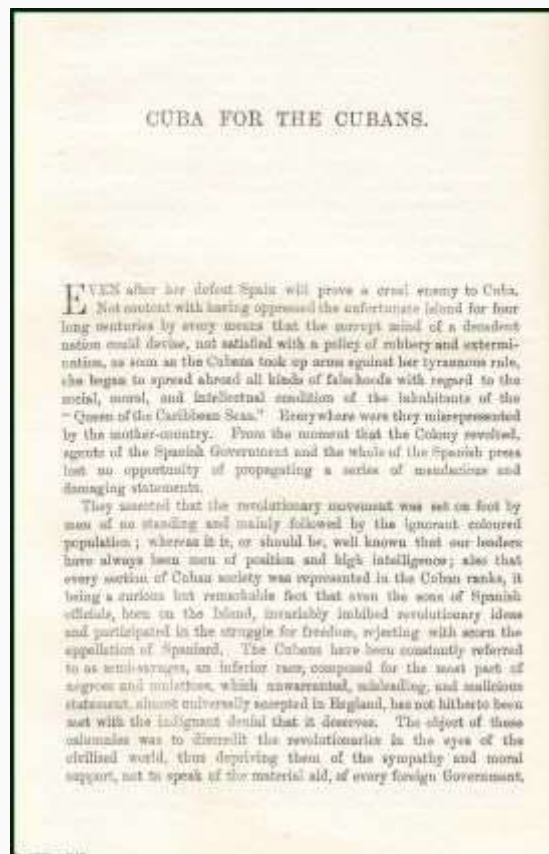 CUBA FOR THE CUBANS.
EVEN after her defeat Spain will prove a cruel enemy to Cuba.
Not content with having oppressed the unfortunate island for four
long centuries by every means that the corrupt mind of a decadent
nation could devise, not satisfied with a policy of robbery and extermi-
nation, as soon as the Cubans took up arms against her tyrannous rule,
she began to spread abroad all kinds of falsehoods with regard to the
social, moral, and intellectual condition of the inhabitants of the
"Queen of the Caribbean Seas." Everywhere were they misrepresented
by the mother-country. From the moment that the Colony revolted,
agents of the Spanish Government and the whole of the Spanish press
lost no opportunity of propagating a series of mendacious and
damaging statements.
They asserted that the revolutionary movement was set on foot by
men of no standing and mainly followed by the ignorant coloured
population; whereas it is, or should be, well known that our leaders
have always been men of position and high intelligence; also that
every section of Cuban society was represented in the Cuban ranks, it
being a curious but remarkable fact that even the sons of Spanish
officials, born on the Island, invariably imbibed revolutionary ideas
and participated in the struggle for freedom, rejecting with scorn the
appellation of Spaniard. The Cubans have been constantly referred
to as semi-savages, an inferior race, composed for the most part of
negroes and mulattoes, which unwarranted, misleading, and malicious
statement, almost universally accepted in England, has not hitherto been
met with the indignant denial that it deserves. The object of these
calumnies was to discredit the revolutionaries in the eyes of the
civilised world, thus depriving them of the sympathy and moral
support, not to speak of the material aid, of every foreign Government,